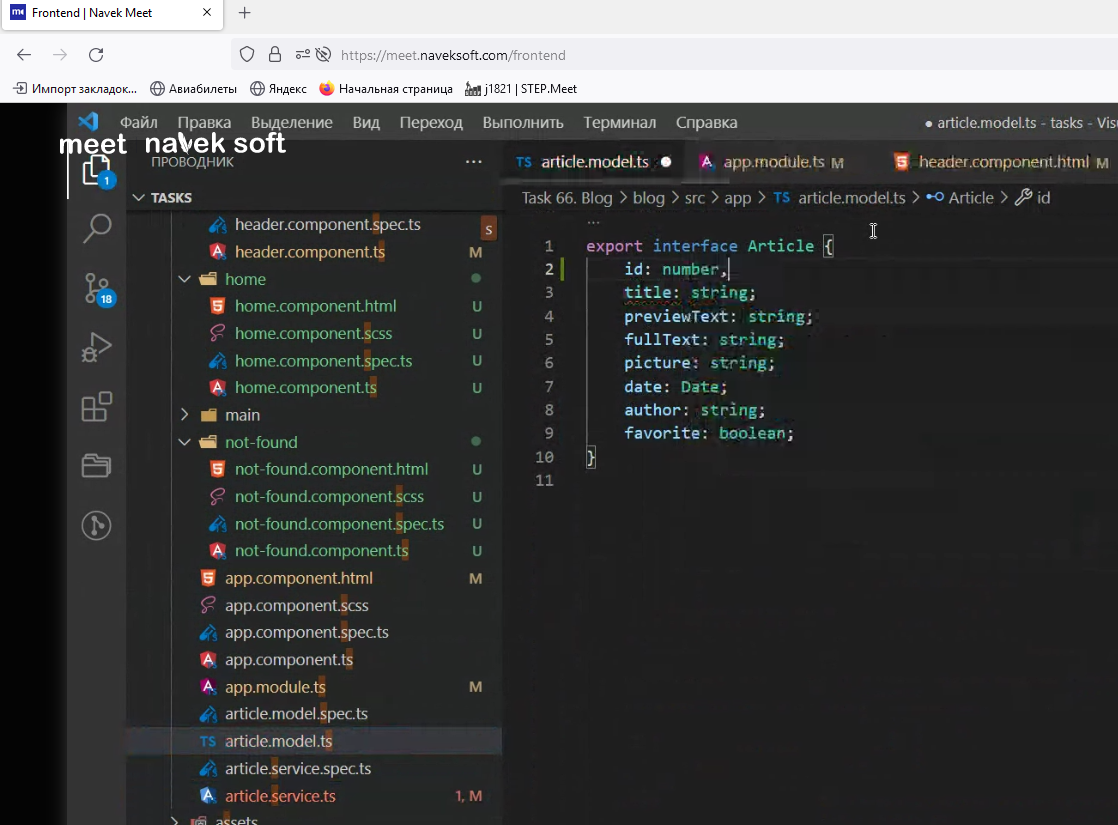 Frontend | Navek Meet
https://meet.naveksoft.com/frontend
Импорт закладок... Авиабилеты Яндекс Начальная страница j1821 | STEP.Meet
Файл Правка Выделение Вид Переход Выполнить Терминал Справка ● article.model.ts - tasks - Visu
meet navek soft
ПРОВОДНИК ...
TS article.model.ts app.module.ts M header.component.html M
1
TASKS
Task 66. Blog > blog > src > app > TS article.model.ts > Article > id
header.component.spec.ts
s
header.component.ts M
home
home.component.html U
home.component.scss U
home.component.spec.ts U
home.component.ts U
main
not-found
not-found.component.html U
not-found.component.scss U
not-found.component.spec.ts U
not-found.component.ts U
app.component.html M
app.component.scss
app.component.spec.ts
app.component.ts
app.module.ts M
article.model.spec.ts
TS article.model.ts
article.service.spec.ts
article.service.ts 1, M
assets
18
...
1 export interface Article {
2 id: number,
3 title: string;
4 previewText: string;
5 fullText: string;
6 picture: string;
7 date: Date;
8 author: string;
9 favorite: boolean;
10 }
11